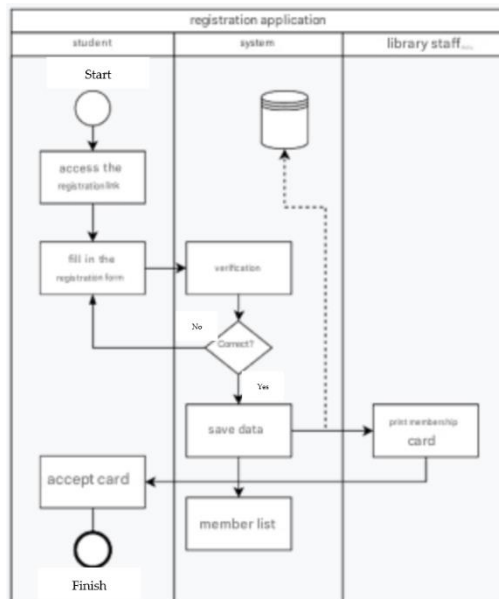 registration application
student
system
library staff
Start
access the
registration link
fill in the
registration form
verification
No
Correct?
Yes
save data
print membership
card
accept card
member list
Finish